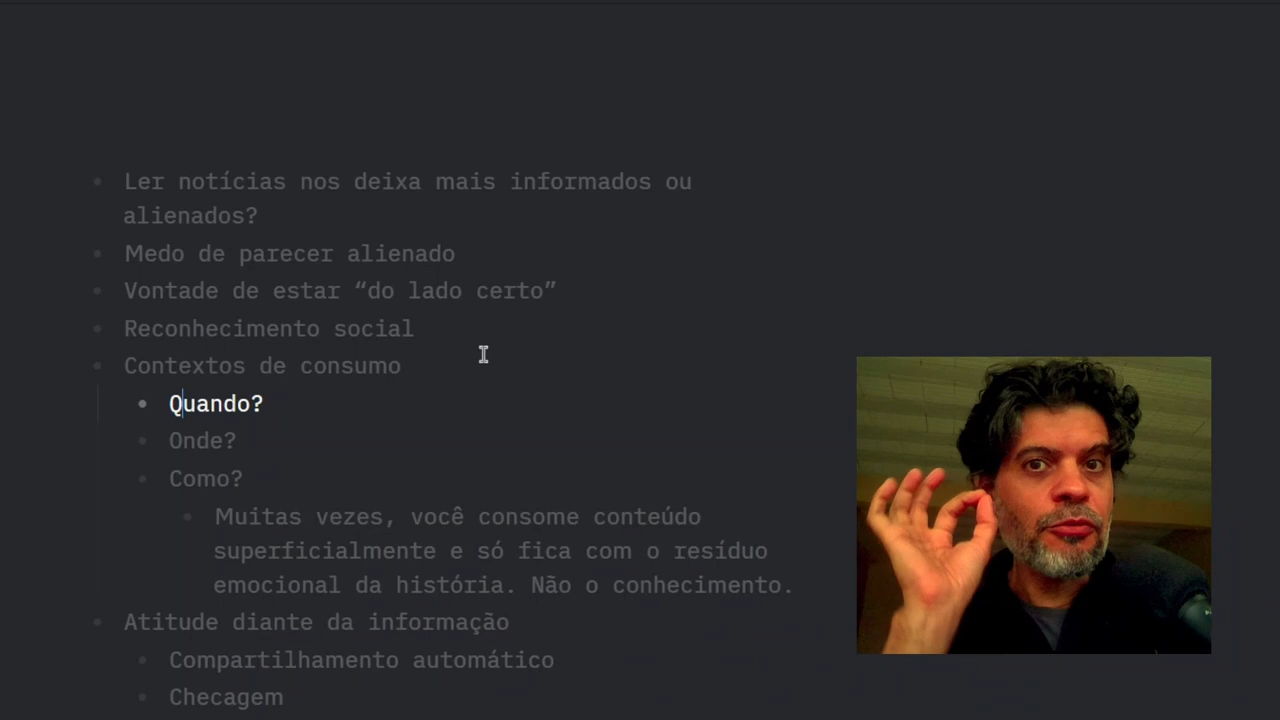 Ler notícias nos deixa mais informados ou
alienados?
Medo de parecer alienado
Vontade de estar “do lado certo”
Reconhecimento social
Contextos de consumo
Quando?
Onde?
Como?
Muitas vezes, você consome conteúdo
superficialmente e só fica com o resíduo
emocional da história. Não o conhecimento.
Atitude diante da informação
Compartilhamento automático
Checagem